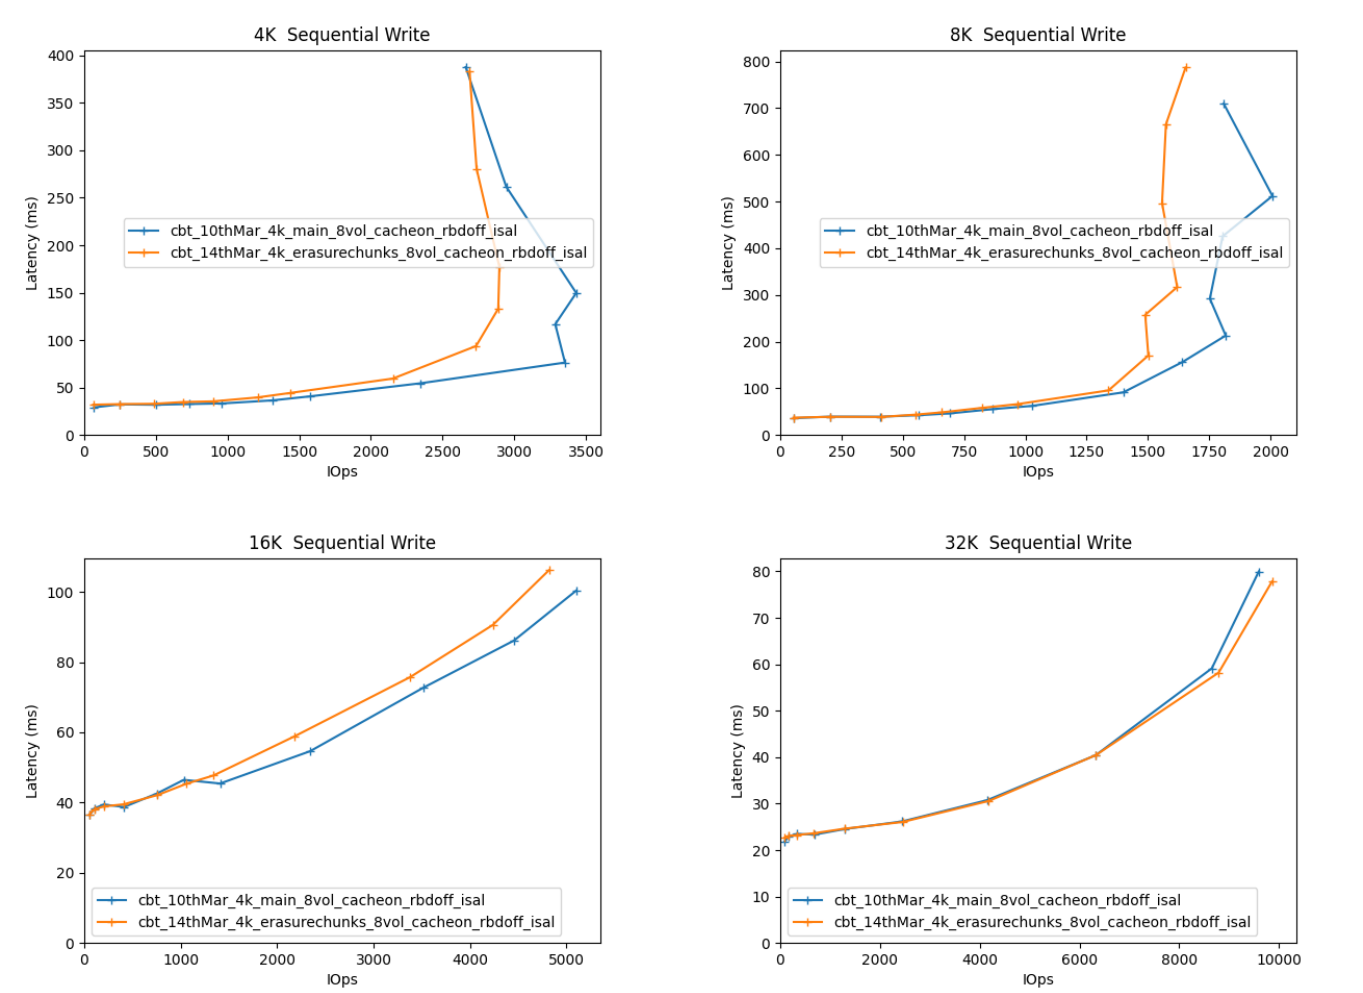 4K  Sequential Write
400
350
300
250
200
150
100
50
0
Latency (ms)
cbt_10thMar_4k_main_8vol_cacheon_rbdoff_isal
cbt_14thMar_4k_erasurechunks_8vol_cacheon_rbdoff_isal
0 500 1000 1500 2000 2500 3000 3500
IOps
8K  Sequential Write
800
700
600
500
400
300
200
100
0
Latency (ms)
cbt_10thMar_4k_main_8vol_cacheon_rbdoff_isal
cbt_14thMar_4k_erasurechunks_8vol_cacheon_rbdoff_isal
0 250 500 750 1000 1250 1500 1750 2000
IOps
16K  Sequential Write
100
80
60
40
20
0
Latency (ms)
cbt_10thMar_4k_main_8vol_cacheon_rbdoff_isal
cbt_14thMar_4k_erasurechunks_8vol_cacheon_rbdoff_isal
0 1000 2000 3000 4000 5000
IOps
32K  Sequential Write
80
70
60
50
40
30
20
10
0
Latency (ms)
cbt_10thMar_4k_main_8vol_cacheon_rbdoff_isal
cbt_14thMar_4k_erasurechunks_8vol_cacheon_rbdoff_isal
0 2000 4000 6000 8000 10000
IOps